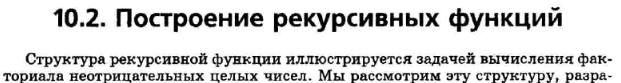 10.2. Построение рекурсивных функций
Структура рекурсивной функции иллюстрируется задачей вычисления фак-
ториала неотрицательных целых чисел. Мы рассмотрим эту структуру, разра-